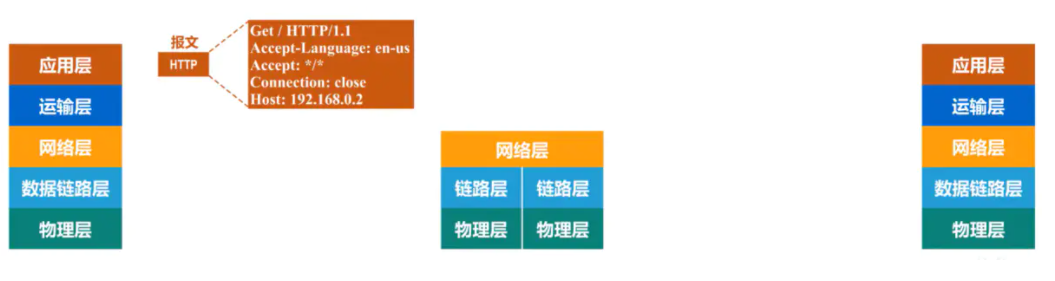 应用层
运输层
网络层
数据链路层
物理层
报文
HTTP
Get / HTTP/1.1
Accept-Language: en-us
Accept: */*
Connection: close
Host: 192.168.0.2
网络层
链路层 链路层
物理层 物理层
应用层
运输层
网络层
数据链路层
物理层